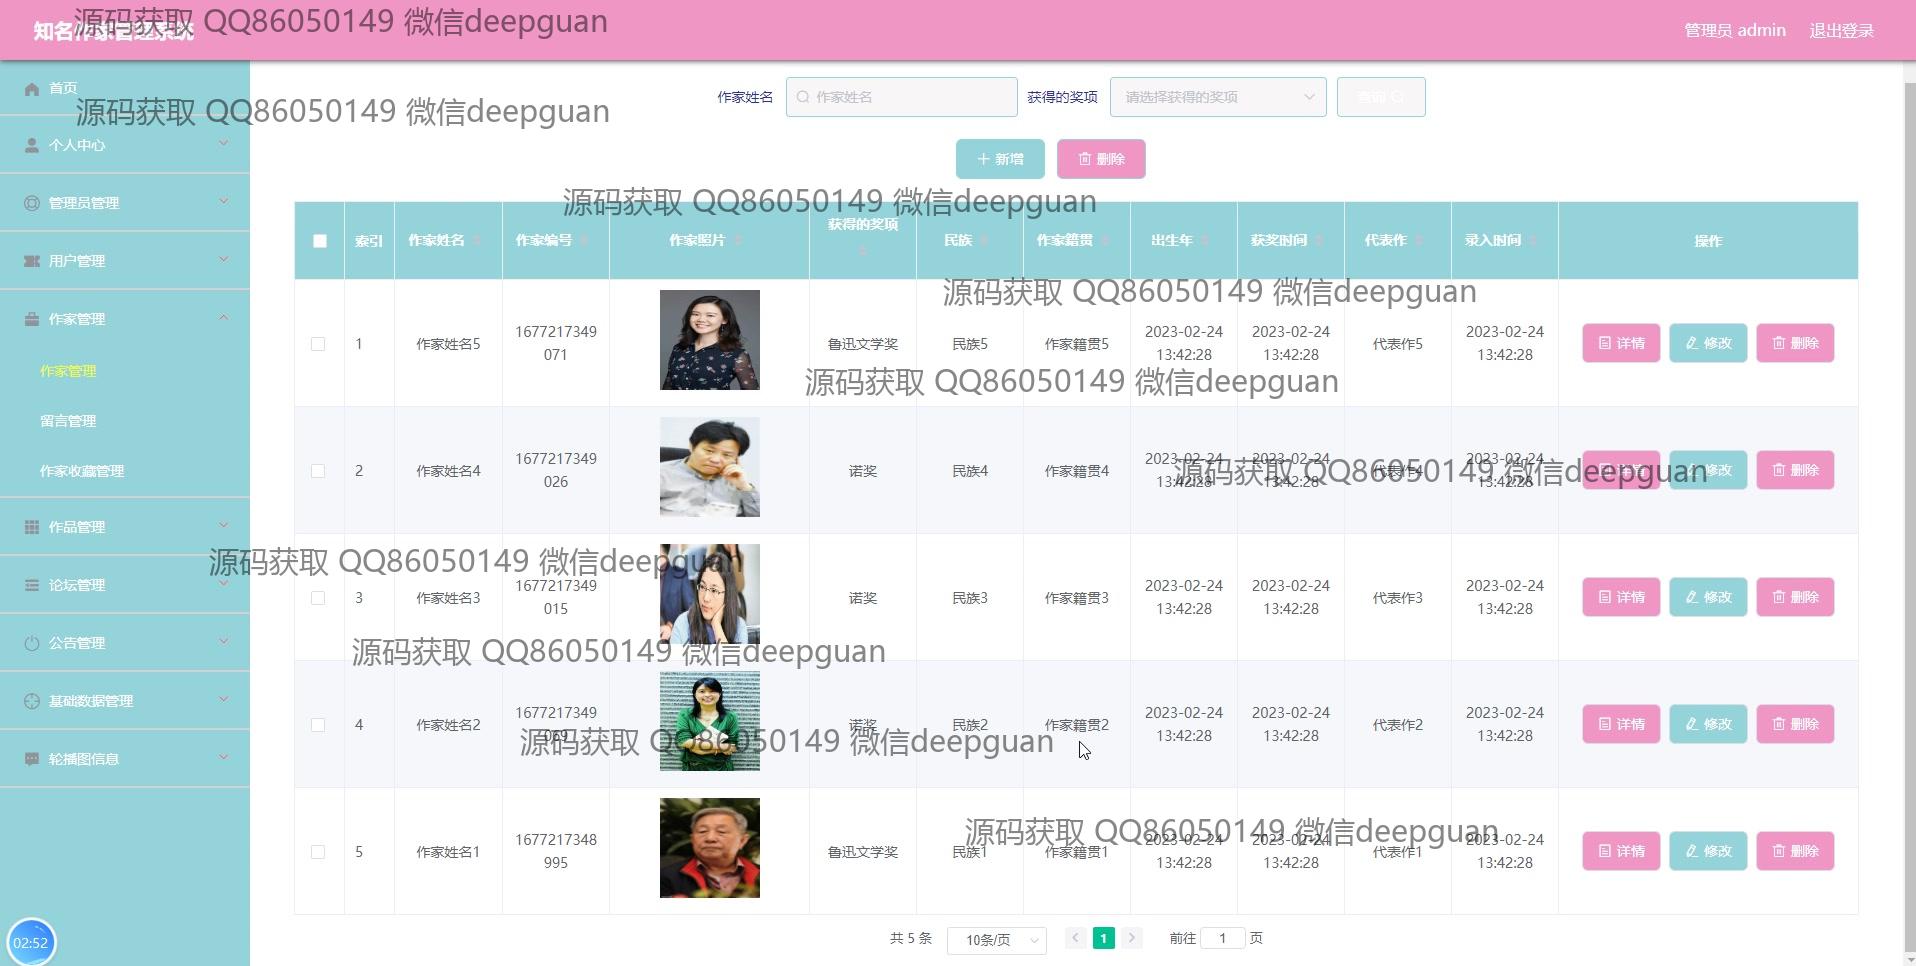 知名作家管理系统
源码获取 QQ86050149 微信deepguan
管理员 admin
退出登录
首页
源码获取 QQ86050149 微信deepguan
个人中心
管理员管理
用户管理
作家管理
作家管理
留言管理
作家收藏管理
作品管理
论坛管理
公告管理
基础数据管理
轮播图信息
02:52
作家姓名
作家姓名
获得的奖项
请选择获得的奖项
查询
新增
删除
源码获取 QQ86050149 微信deepguan
索引 作家姓名 作家编号 作家照片 获得的奖项 民族 作家籍贯 出生年 获奖时间 代表作 录入时间 操作
源码获取 QQ86050149 微信deepguan
1 作家姓名5 1677217349 鲁迅文学奖 民族5 作家籍贯5 2023-02-24 2023-02-24 代表作5 2023-02-24 详情 修改 删除
071 13:42:28 13:42:28 13:42:28
源码获取 QQ86050149 微信deepguan
2 作家姓名4 1677217349 诺奖 民族4 作家籍贯4 2023-02-24 2023-02-24 代表作4 2023-02-24 详情 修改 删除
026 13:42:28 13:42:28 13:42:28
源码获取 QQ86050149 微信deepguan
源码获取 QQ86050149 微信deepguan
3 作家姓名3 1677217349 诺奖 民族3 作家籍贯3 2023-02-24 2023-02-24 代表作3 2023-02-24 详情 修改 删除
015 13:42:28 13:42:28 13:42:28
源码获取 QQ86050149 微信deepguan
4 作家姓名2 1677217349 诺奖 民族2 作家籍贯2 2023-02-24 2023-02-24 代表作2 2023-02-24 详情 修改 删除
069 13:42:28 13:42:28 13:42:28
源码获取 QQ86050149 微信deepguan
源码获取 QQ86050149 微信deepguan
5 作家姓名1 1677217348 鲁迅文学奖 民族1 作家籍贯1 2023-02-24 2023-02-24 代表作1 2023-02-24 详情 修改 删除
995 13:42:28 13:42:28 13:42:28
共 5 条 10条/页 1 前往 1 页